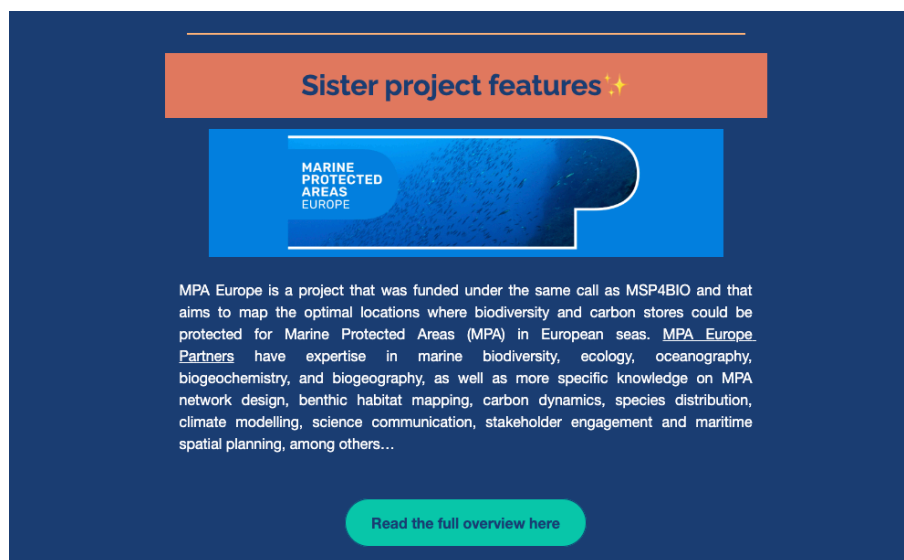 Sister project features✨
MARINE
PROTECTED
AREAS
EUROPE
MPA Europe is a project that was funded under the same call as MSP4BIO and that
aims to map the optimal locations where biodiversity and carbon stores could be
protected for Marine Protected Areas (MPA) in European seas. MPA Europe
Partners have expertise in marine biodiversity, ecology, oceanography,
biogeochemistry, and biogeography, as well as more specific knowledge on MPA
network design, benthic habitat mapping, carbon dynamics, species distribution,
climate modelling, science communication, stakeholder engagement and maritime
spatial planning, among others…
Read the full overview here